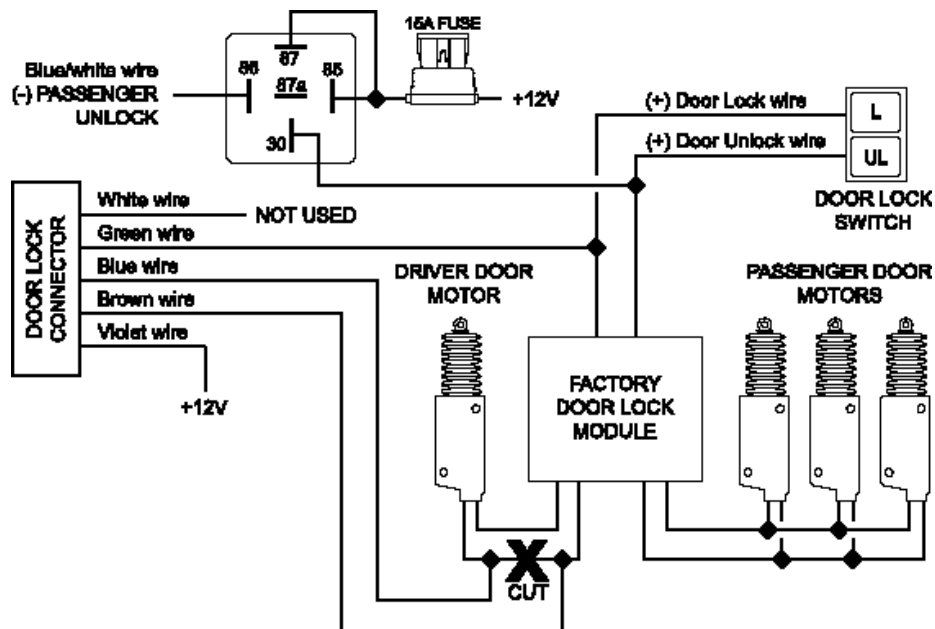 15A FUSE
87
86
85
87a
30
Blue/white wire
(-) PASSENGER
UNLOCK
+12V
(+) Door Lock wire
(+) Door Unlock wire
L
UL
DOOR LOCK
SWITCH
DOOR LOCK
CONNECTOR
White wire
NOT USED
Green wire
Blue wire
Brown wire
Violet wire
+12V
DRIVER DOOR
MOTOR
PASSENGER DOOR
MOTORS
FACTORY
DOOR LOCK
MODULE
X
CUT